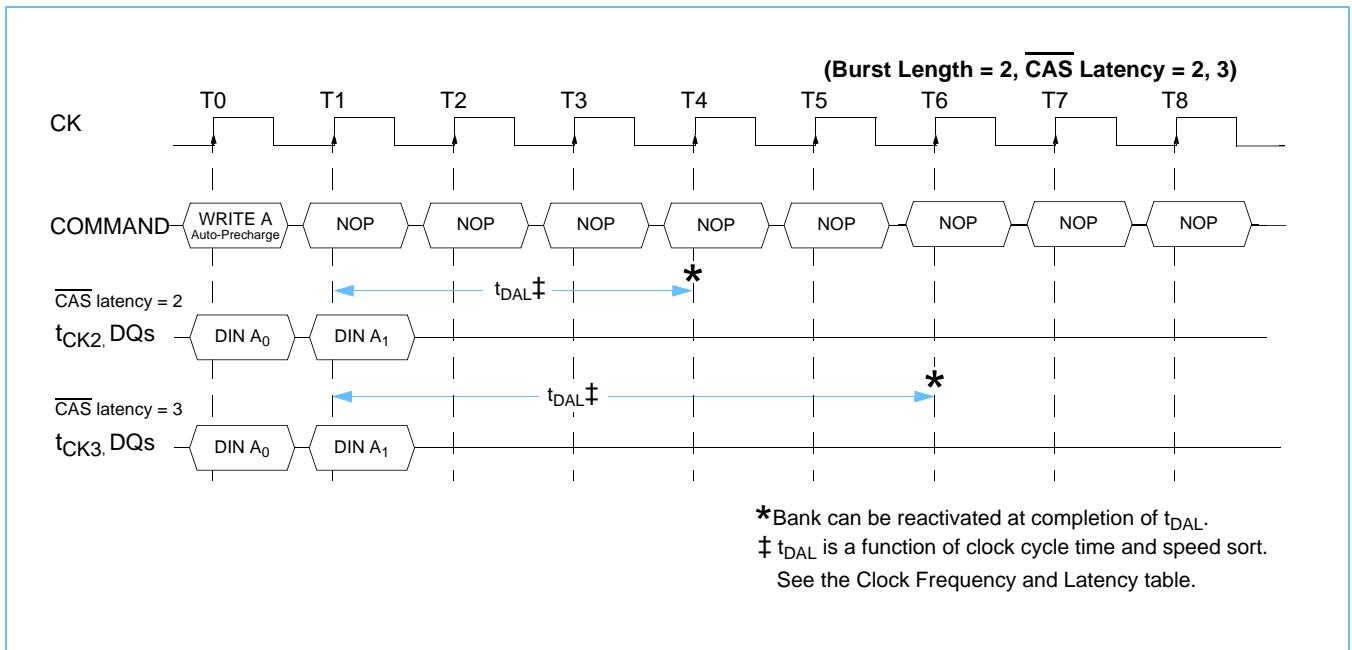 (Burst Length = 2, CAS Latency = 2, 3)
T0 T1 T2 T3 T4 T5 T6 T7 T8
CK
COMMAND WRITE A NOP NOP NOP NOP NOP NOP NOP NOP
Auto-Precharge
tDAL‡ *
CAS latency = 2
tCK2, DQs DIN A0 DIN A1
tDAL‡ *
CAS latency = 3
tCK3, DQs DIN A0 DIN A1
*Bank can be reactivated at completion of tDAL.
‡ tDAL is a function of clock cycle time and speed sort.
See the Clock Frequency and Latency table.